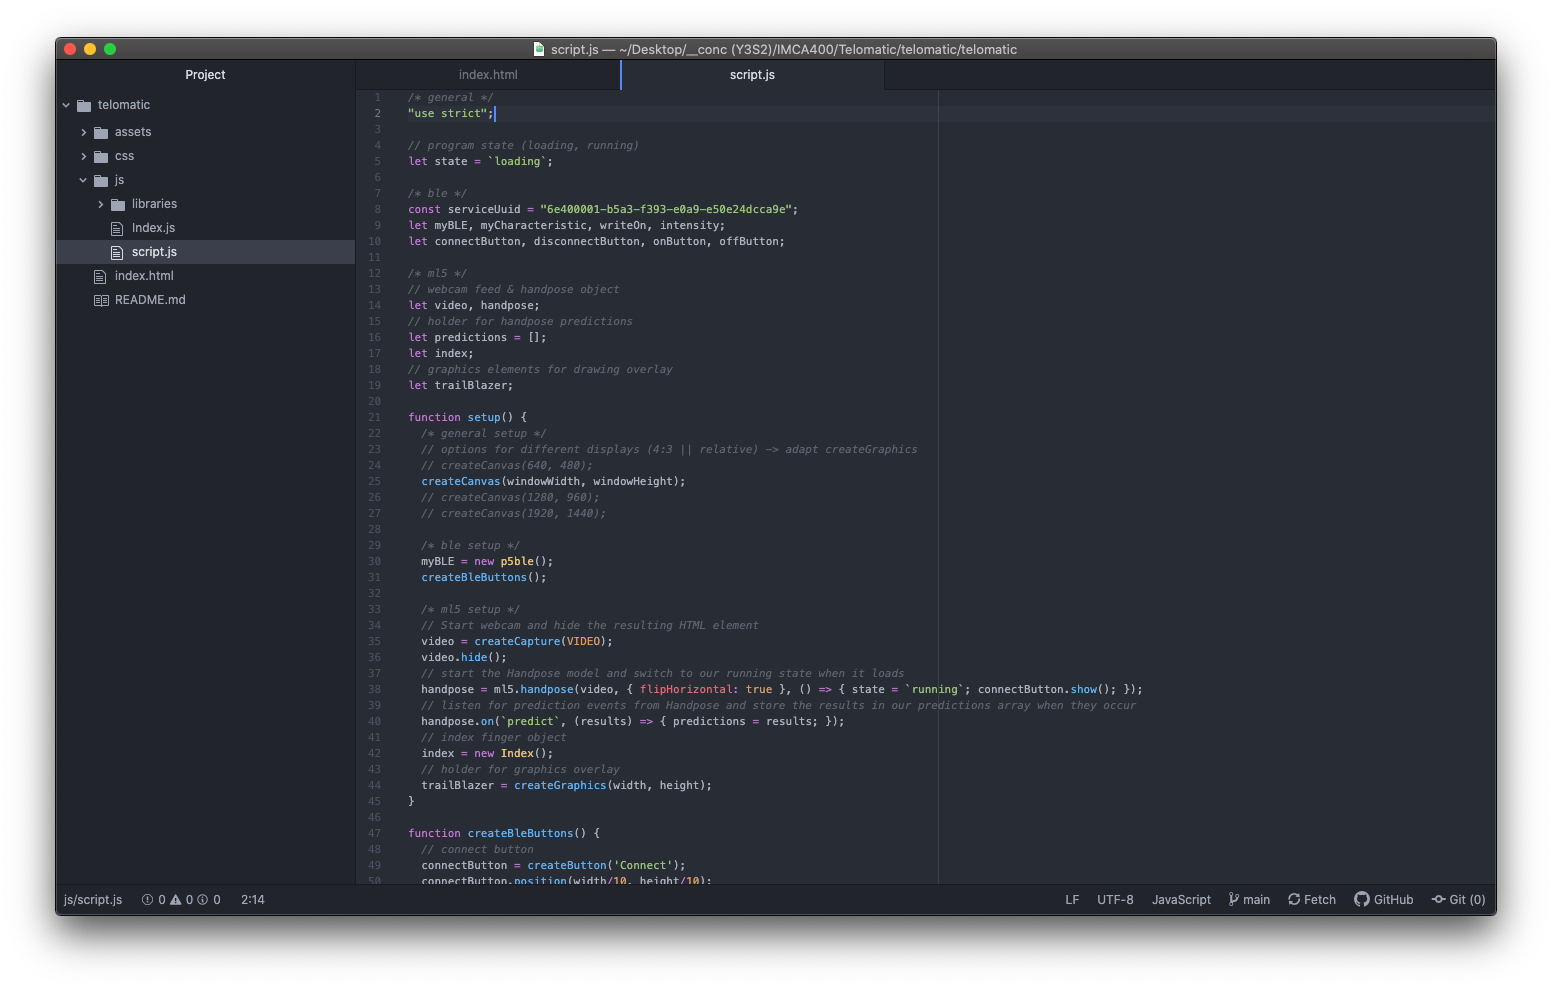 script.js — ~/Desktop/__conc (Y3S2)/IMCA400/Telomatic/telomatic/telomatic
Project
index.html
script.js
telomatic
assets
css
js
libraries
Index.js
script.js
index.html
README.md
1 /* general */
2 "use strict";
3
4 // program state (loading, running)
5 let state = `loading`;
6
7 /* ble */
8 const serviceUuid = "6e400001-b5a3-f393-e0a9-e50e24dcca9e";
9 let myBLE, myCharacteristic, writeOn, intensity;
10 let connectButton, disconnectButton, onButton, offButton;
11
12 /* ml5 */
13 // webcam feed & handpose object
14 let video, handpose;
15 // holder for handpose predictions
16 let predictions = [];
17 let index;
18 // graphics elements for drawing overlay
19 let trailBlazer;
20
21 function setup() {
22 /* general setup */
23 // options for different displays (4:3 || relative) -> adapt createGraphics
24 // createCanvas(640, 480);
25 createCanvas(windowWidth, windowHeight);
26 // createCanvas(1280, 960);
27 // createCanvas(1920, 1440);
28
29 /* ble setup */
30 myBLE = new p5ble();
31 createBleButtons();
32
33 /* ml5 setup */
34 // Start webcam and hide the resulting HTML element
35 video = createCapture(VIDEO);
36 video.hide();
37 // start the Handpose model and switch to our running state when it loads
38 handpose = ml5.handpose(video, { flipHorizontal: true }, () => { state = `running`; connectButton.show(); });
39 // listen for prediction events from Handpose and store the results in our predictions array when they occur
40 handpose.on(`predict`, (results) => { predictions = results; });
41 // index finger object
42 index = new Index();
43 // holder for graphics overlay
44 trailBlazer = createGraphics(width, height);
45 }
46
47 function createBleButtons() {
48 // connect button
49 connectButton = createButton('Connect');
50 connectButton.position(width/10, height/10);
js/script.js 0 0 0 2:14 LF UTF-8 JavaScript main Fetch GitHub Git (0)